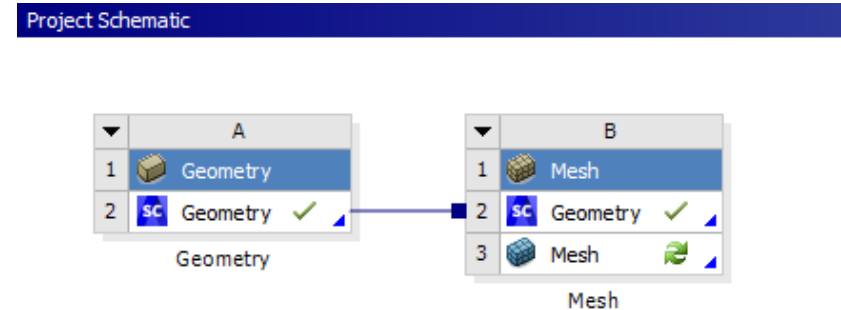 Project Schematic
A
1 Geometry
2 SC Geometry
Geometry
B
1 Mesh
2 SC Geometry
3 Mesh
Mesh